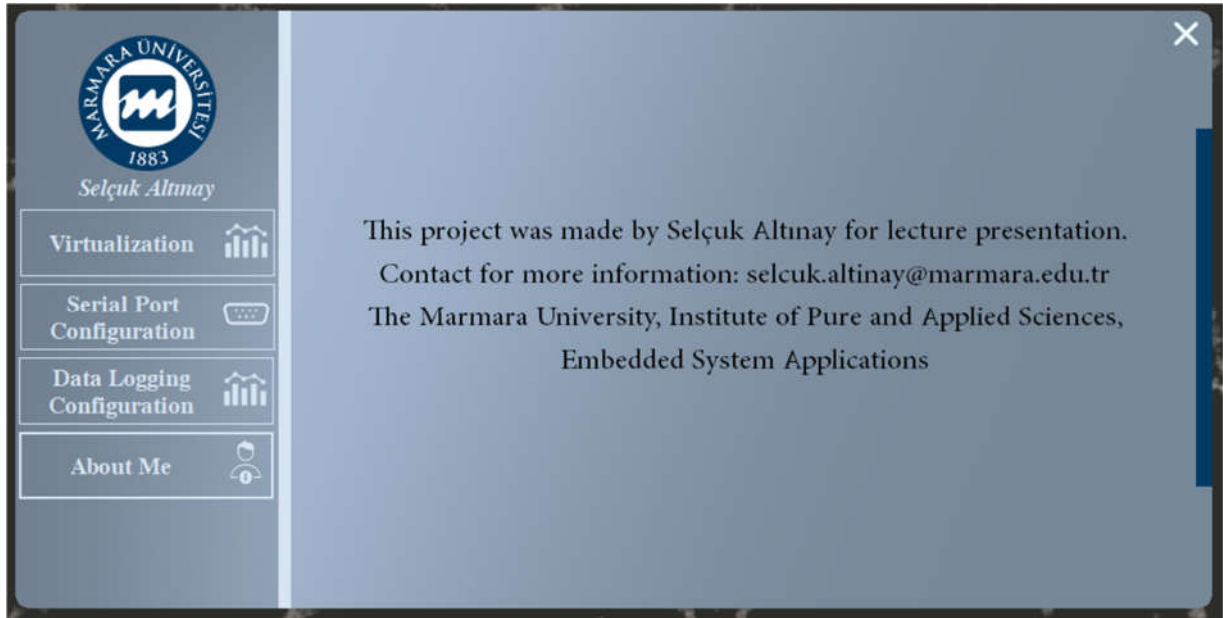 MARMARA ÜNİVERSİTESİ
1883
Selçuk Altınay
Virtualization
Serial Port
Configuration
Data Logging
Configuration
About Me
This project was made by Selçuk Altınay for lecture presentation.
Contact for more information: selcuk.altinay@marmara.edu.tr
The Marmara University, Institute of Pure and Applied Sciences,
Embedded System Applications